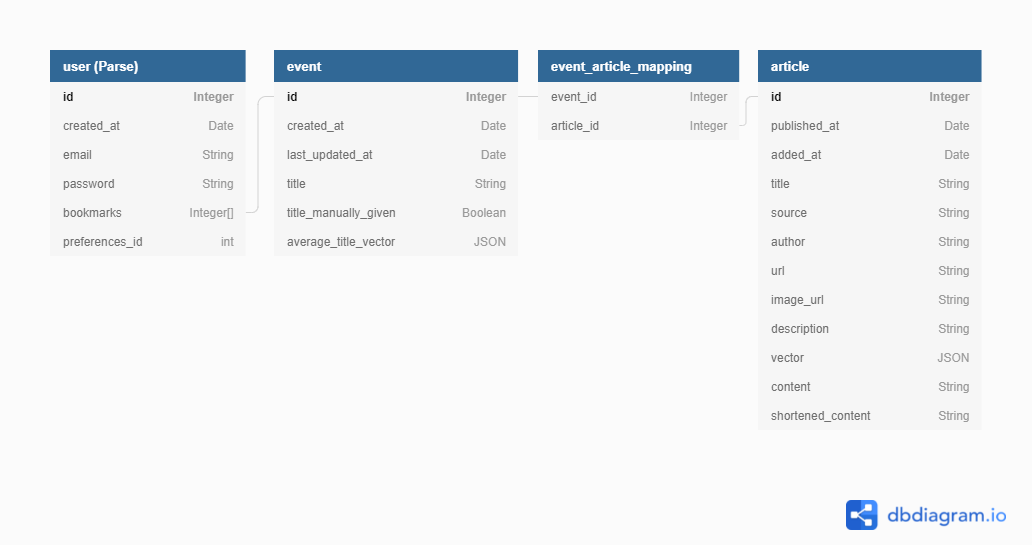 user (Parse)
id Integer
created_at Date
email String
password String
bookmarks Integer[]
preferences_id int
event
id Integer
created_at Date
last_updated_at Date
title String
title_manually_given Boolean
average_title_vector JSON
event_article_mapping
event_id Integer
article_id Integer
article
id Integer
published_at Date
added_at Date
title String
source String
author String
url String
image_url String
description String
vector JSON
content String
shortened_content String
dbdiagram.io